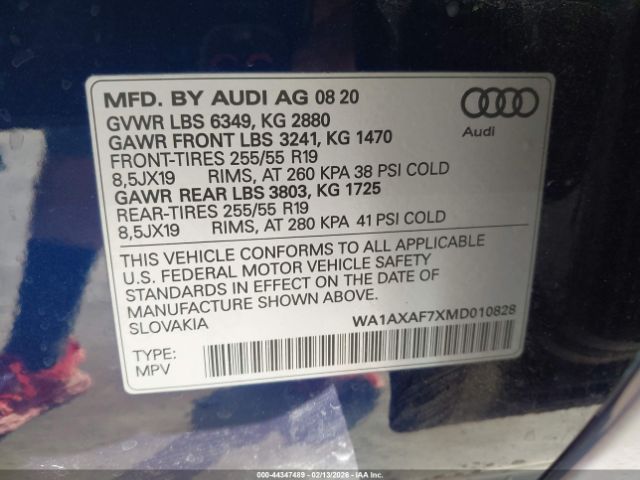 MFD. BY AUDI AG 08 20
GVWR LBS 6349, KG 2880
GAWR FRONT LBS 3241, KG 1470
FRONT-TIRES 255/55 R19
8,5JX19 RIMS, AT 260 KPA 38 PSI COLD
GAWR REAR LBS 3803, KG 1725
REAR-TIRES 255/55 R19
8,5JX19 RIMS, AT 280 KPA 41 PSI COLD
Audi
THIS VEHICLE CONFORMS TO ALL APPLICABLE
U.S. FEDERAL MOTOR VEHICLE SAFETY
STANDARDS IN EFFECT ON THE DATE OF
MANUFACTURE SHOWN ABOVE.
SLOVAKIA
WA1AXAF7XMD010828
TYPE:
MPV
000-44347489 - 02/13/2026 - IAA Inc. (IAA)